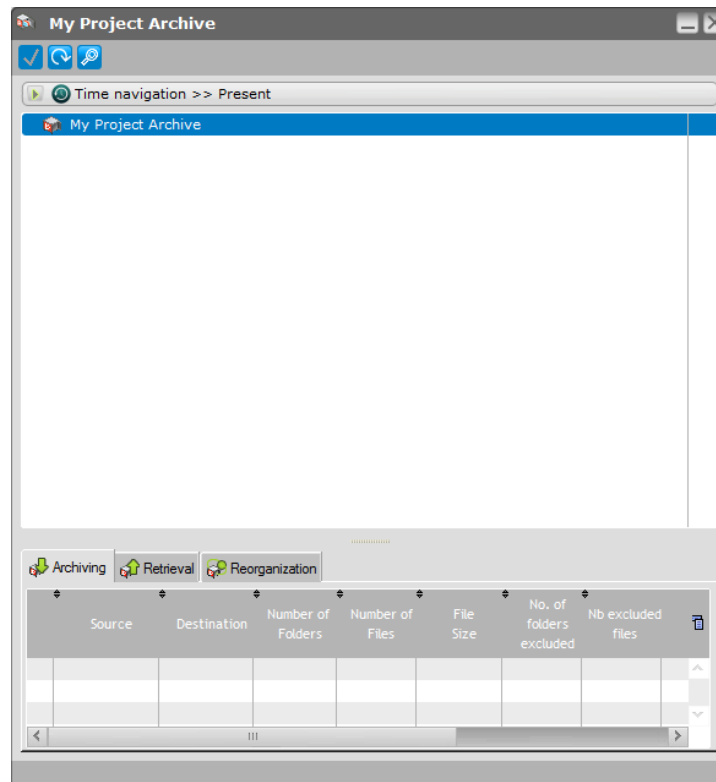 My Project Archive
Time navigation >> Present
My Project Archive
Archiving Retrieval Reorganization
Source Destination Number of Folders Number of Files File Size No. of folders excluded Nb excluded files